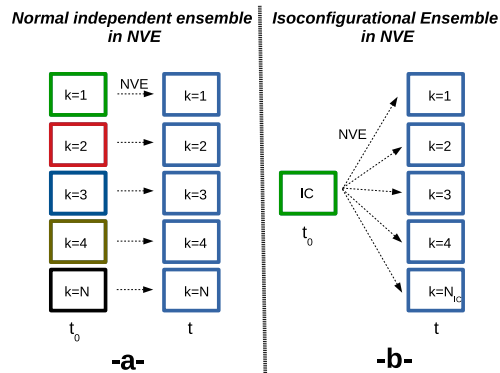 Normal independent ensemble
in NVE
k=1
NVE
k=1
k=2
k=2
k=3
k=3
k=4
k=4
k=N
k=N
t0
t
-a-
Isoconfigurational Ensemble
in NVE
k=1
NVE
k=2
IC
k=3
t0
k=4
k=NIC
t
-b-